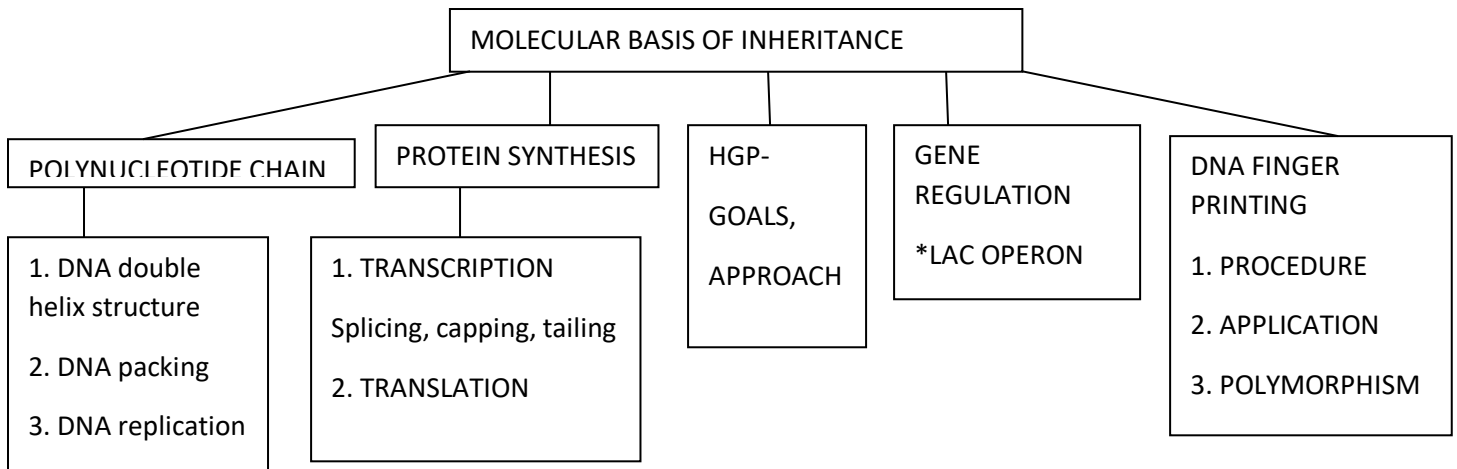 MOLECULAR BASIS OF INHERITANCE
POLYNUCLEOTIDE CHAIN
1. DNA double
helix structure
2. DNA packing
3. DNA replication
PROTEIN SYNTHESIS
1. TRANSCRIPTION
Splicing, capping, tailing
2. TRANSLATION
HGP-
GOALS,
APPROACH
GENE
REGULATION
*LAC OPERON
DNA FINGER
PRINTING
1. PROCEDURE
2. APPLICATION
3. POLYMORPHISM